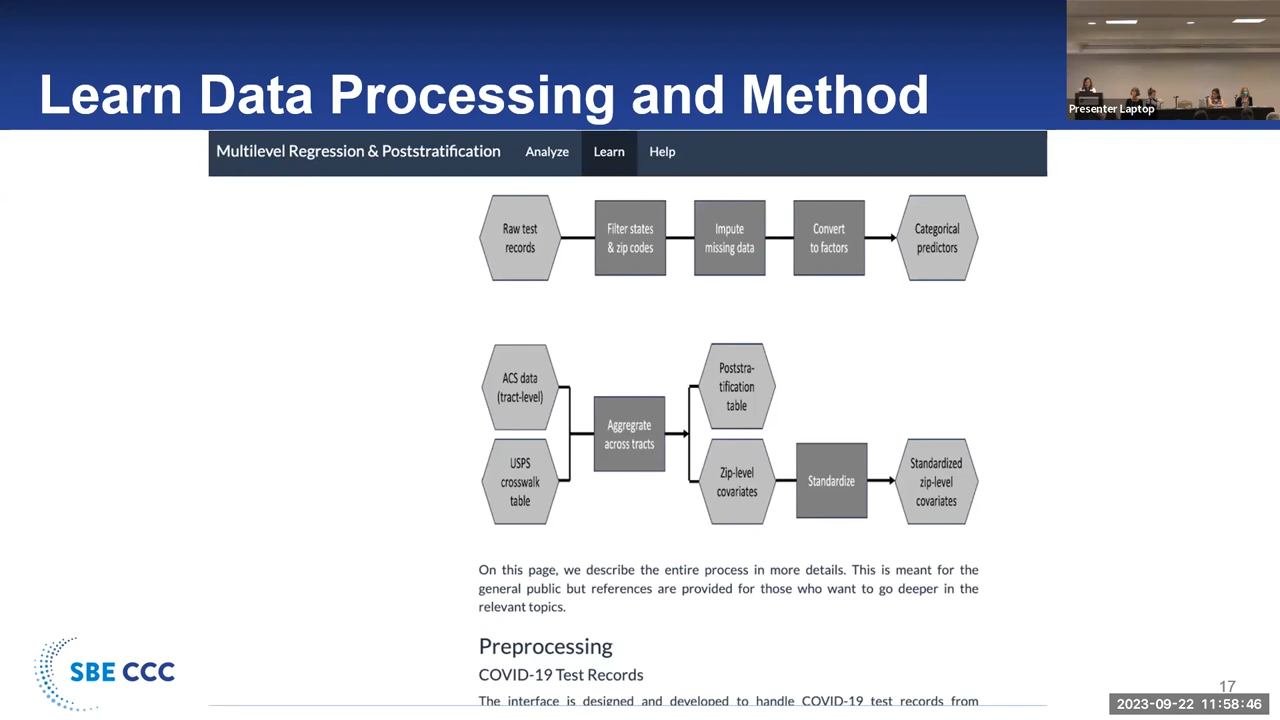 Learn Data Processing and Method
Presenter Laptop
Multilevel Regression & Poststratification Analyze Learn Help
Raw test
records
Filter states
& zip codes
Impute
missing data
Convert
to factors
Categorical
predictors
ACS data
(tract-level)
USPS
crosswalk
table
Aggregrate
across tracts
Poststra-
tification
table
Zip-level
covariates
Standardize
Standardized
zip-level
covariates
On this page, we describe the entire process in more details. This is meant for the
general public but references are provided for those who want to go deeper in the
relevant topics.
Preprocessing
COVID-19 Test Records
The interface is designed and developed to handle COVID-19 test records from
SBE CCC
17
2023-09-22 11:58:46